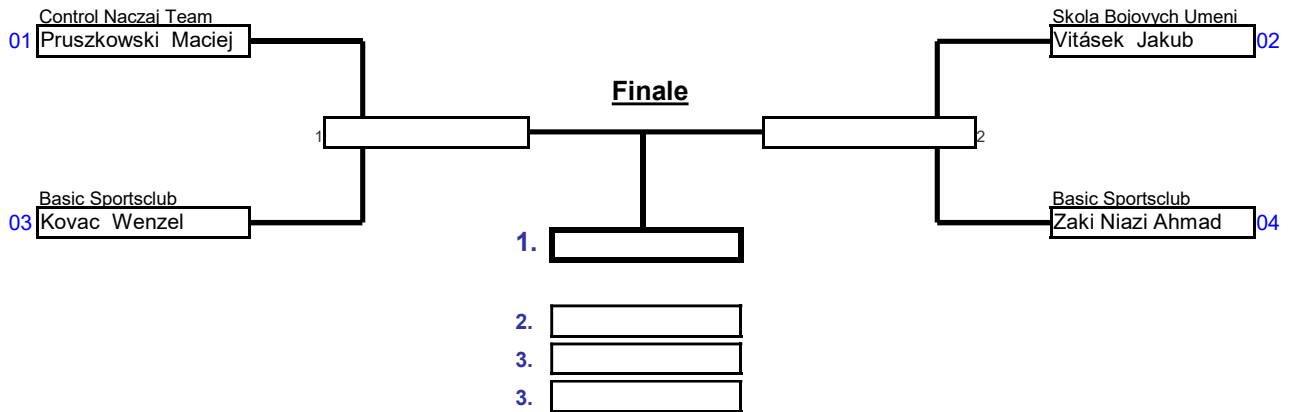 Control Naczaj Team
01 Pruszkowski Maciej
Skola Bojovych Umeni
Vitásek Jakub 02
Finale
1
2
Basic Sportsclub
03 Kovac Wenzel
Basic Sportsclub
Zaki Niazi Ahmad 04
1.
2.
3.
3.